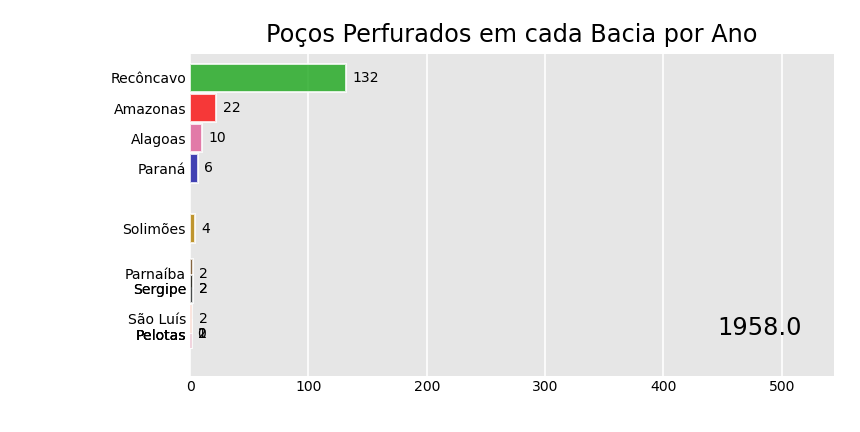 Poços Perfurados em cada Bacia por Ano
Recôncavo 132
Amazonas 22
Alagoas 10
Paraná 6
Solimões 4
Parnaíba 2
Sergipe 2
São Luís 2
Pelotas
1958.0
0 100 200 300 400 500